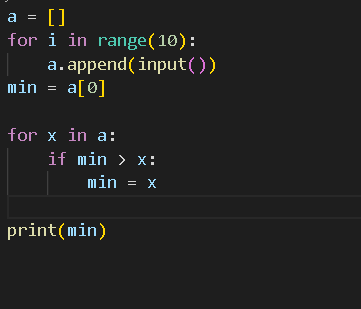 a = []
for i in range(10):
    a.append(input())
min = a[0]

for x in a:
    if min > x:
        min = x

print(min)